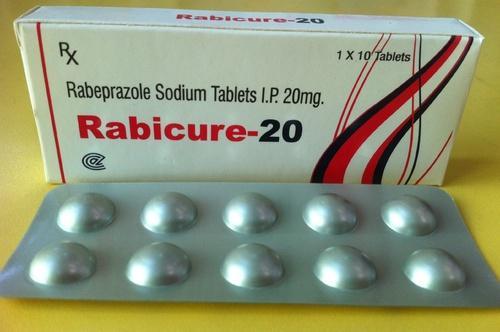 Rabicure-20
Rx
1 X 10 Tablets
Rabeprazole Sodium Tablets I.P. 20mg.
Rabicure-20